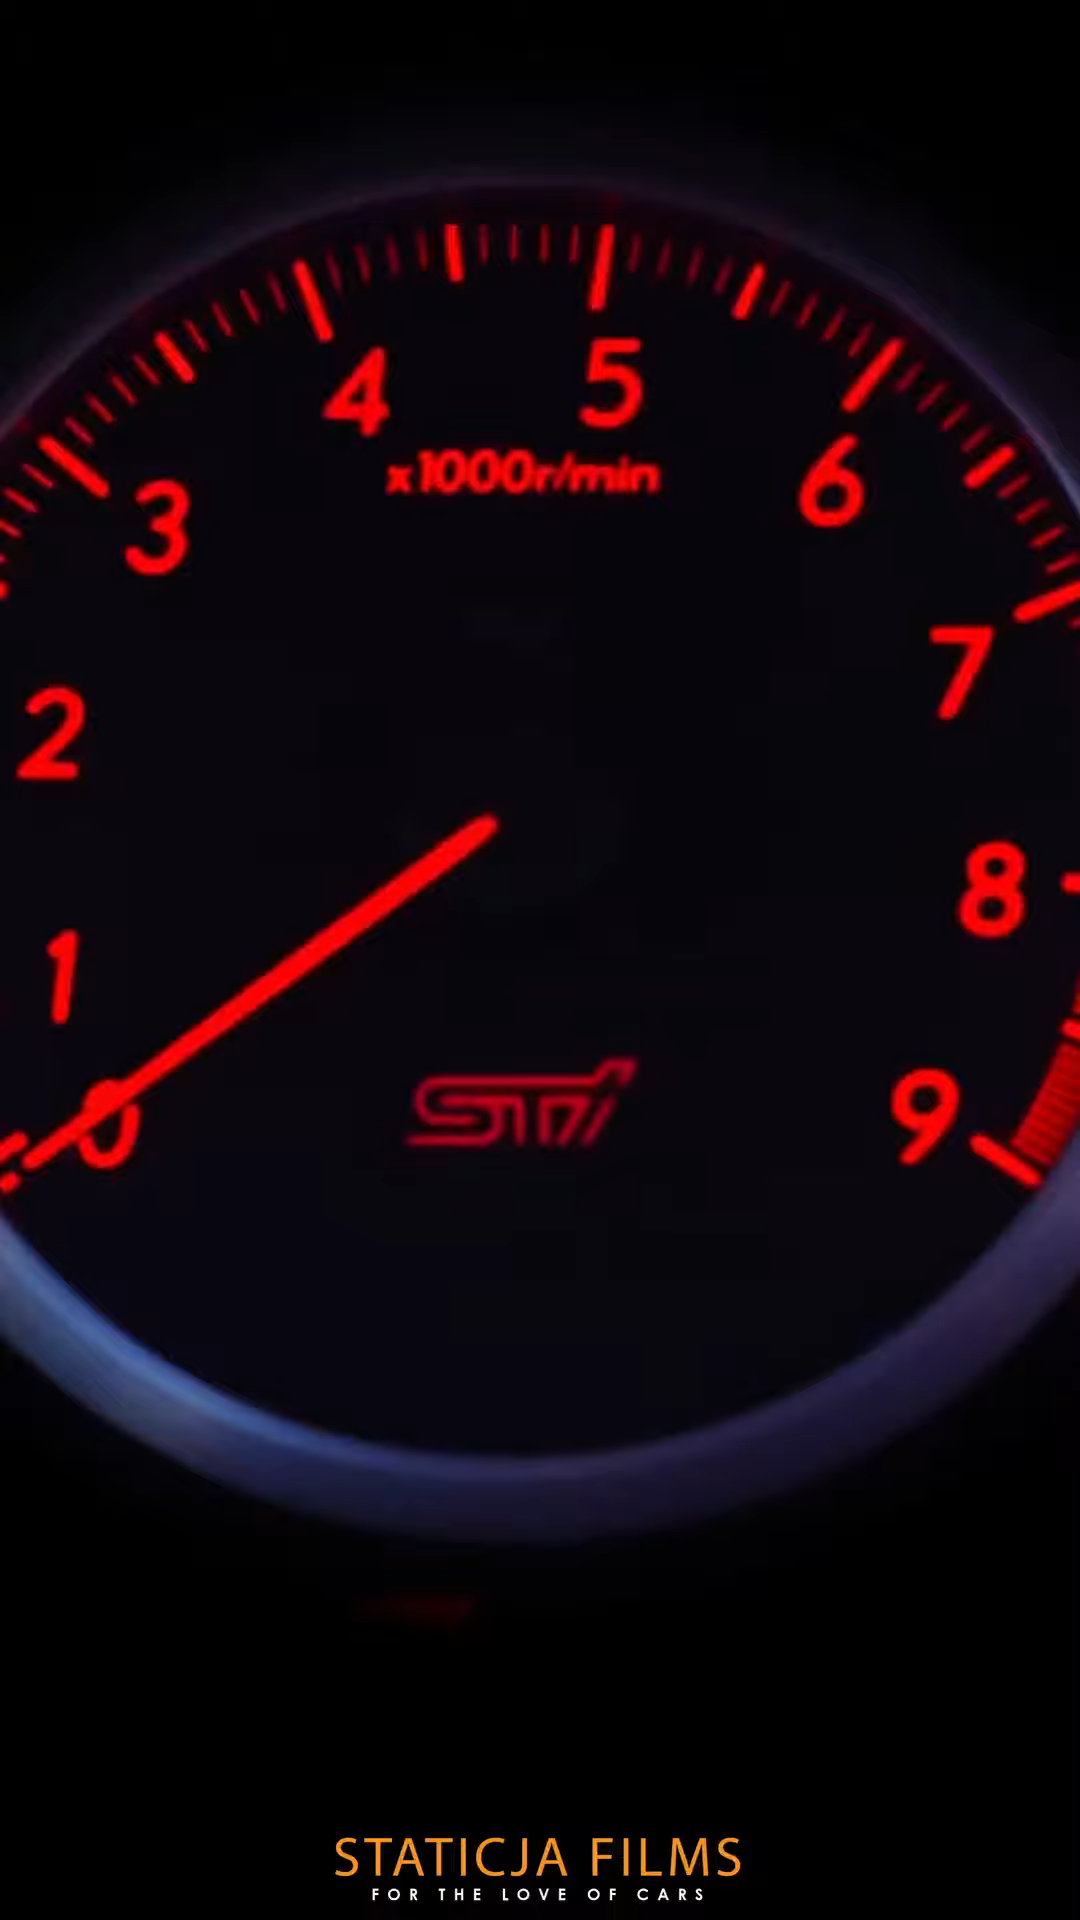 4 5
x1000r/min
3 6
2 7
1 8
0 9
STi
STATICJA FILMS
FOR THE LOVE OF CARS